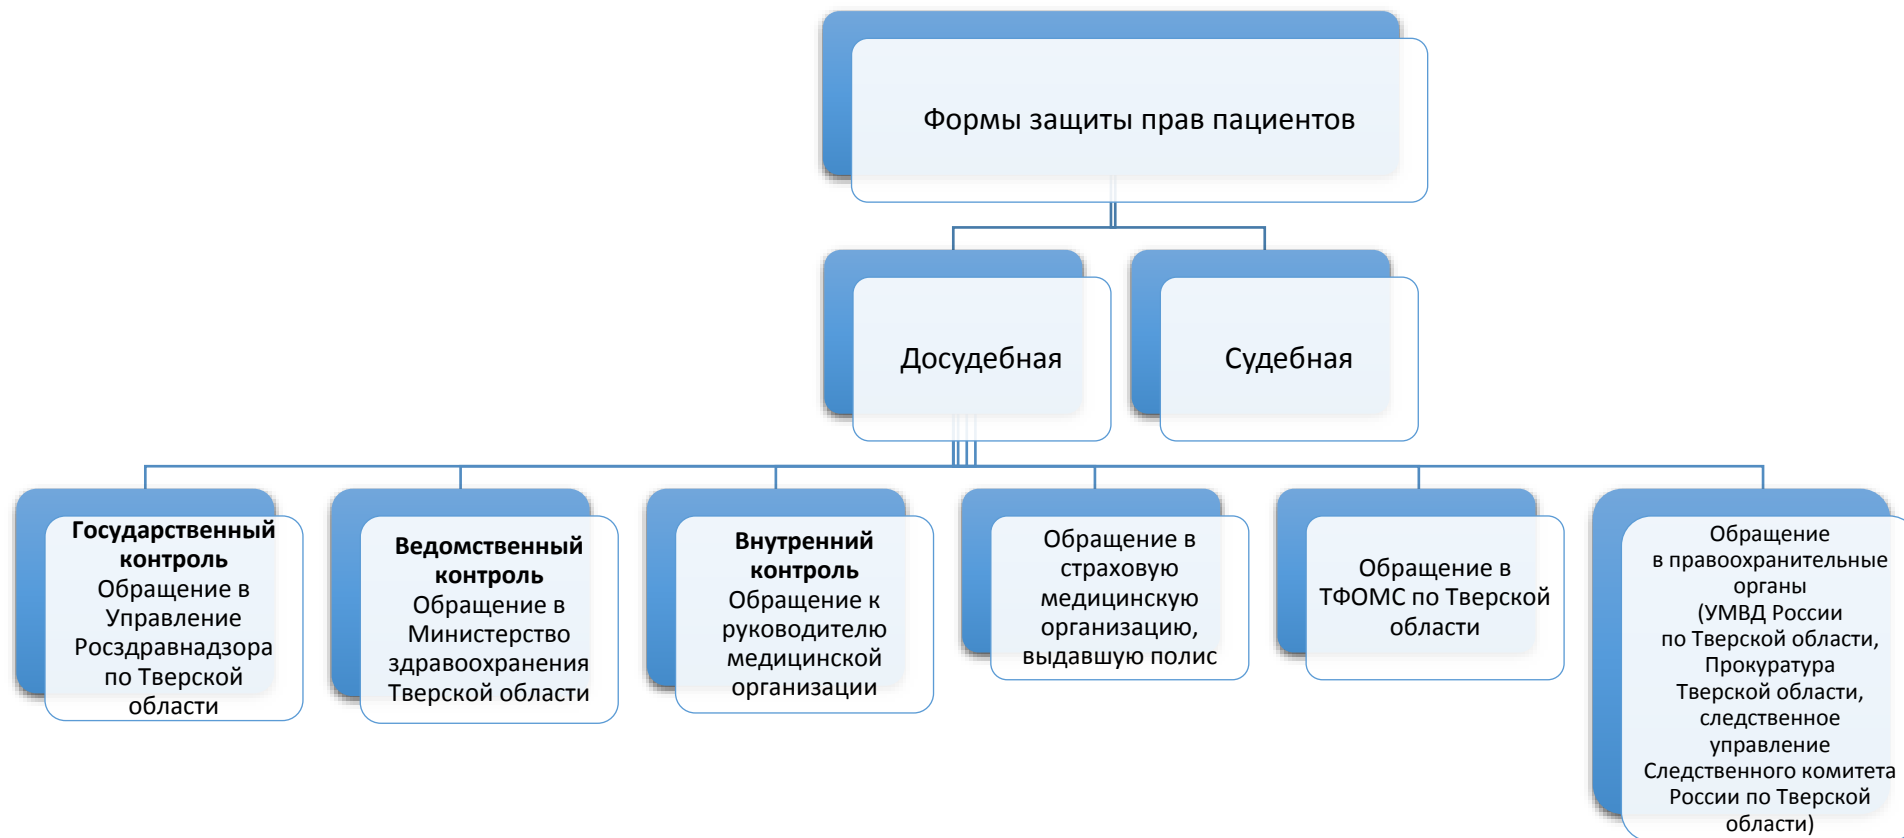 Формы защиты прав пациентов
Досудебная
Судебная
Государственный
контроль
Обращение в
Управление
Росздравнадзора
по Тверской
области
Ведомственный
контроль
Обращение в
Министерство
здравоохранения
Тверской области
Внутренний
контроль
Обращение к
руководителю
медицинской
организации
Обращение в
страховую
медицинскую
организацию,
выдавшую полис
Обращение в
ТФОМС по Тверской
области
Обращение
в правоохранительные
органы
(УМВД России
по Тверской области,
Прокуратура
Тверской области,
следственное
управление
Следственного комитета
России по Тверской
области)